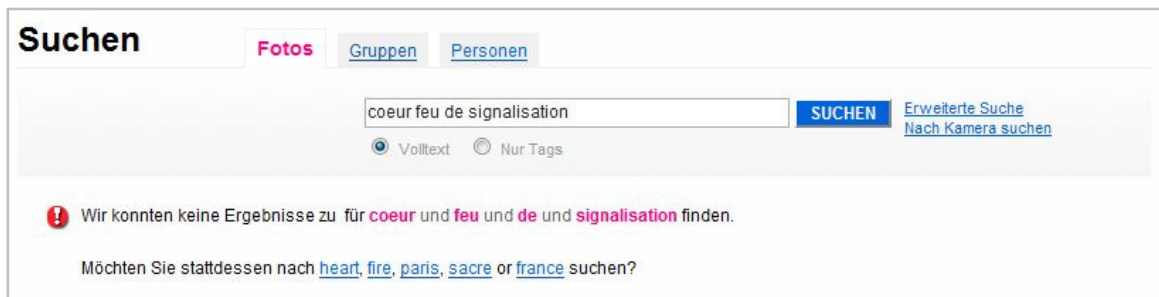 Suchen Fotos Gruppen Personen
coeur feu de signalisation SUCHEN Erweiterte Suche
Nach Kamera suchen
Volltext Nur Tags
Wir konnten keine Ergebnisse zu für coeur und feu und de und signalisation finden.
Möchten Sie stattdessen nach heart, fire, paris, sacre or france suchen?